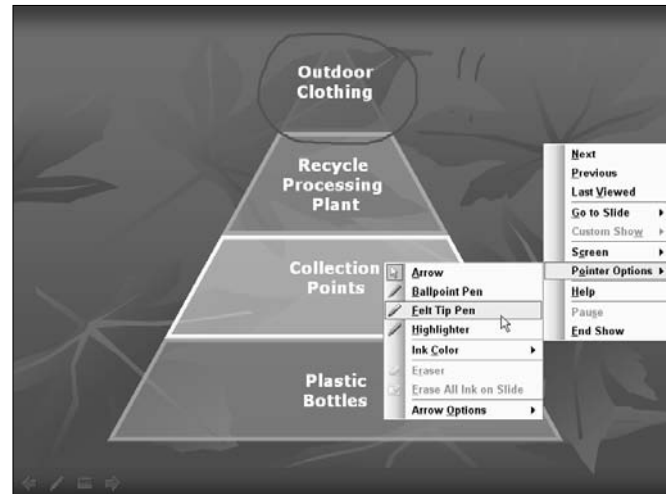 Outdoor
Clothing
Recycle
Processing
Plant
Collection
Points
Plastic
Bottles
Next
Previous
Last Viewed
Go to Slide
Custom Show
Screen
Pointer Options
Help
Pause
End Show
Arrow
Ballpoint Pen
Felt Tip Pen
Highlighter
Ink Color
Eraser
Erase All Ink on Slide
Arrow Options